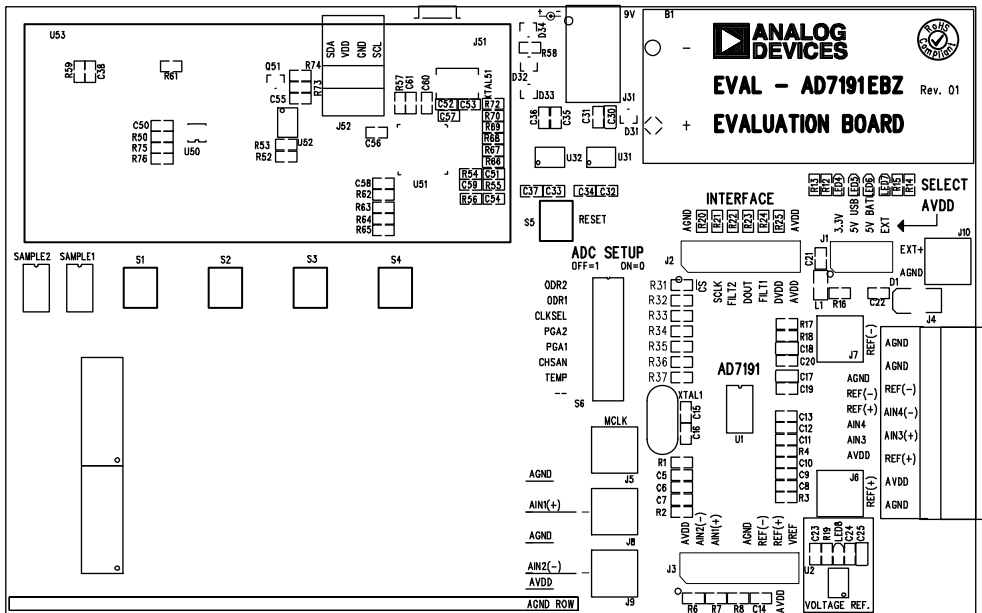 U53
R59
C38
R61
Q51
R74
R73
C55
SDA
VDD
GND
SCL
J52
J51
R57
C61
C60
XTAL51
C52
C53
C57
R72
R70
R69
R68
R67
R66
C50
R50
R75
R76
U50
R53
R52
U52
C56
U51
R54
C51
C59
R55
R56
C54
C58
R62
R63
R64
R65
D34
R58
D32
D33
9V
J31
C36
C35
C31
C30
D31
U32
U31
C37
C33
C34
C32
S5
RESET
B1
-
+
ANALOG
DEVICES
RoHS
Compliant
EVAL - AD7191EBZ
Rev. 01
EVALUATION BOARD
R13
R12
LED4
LED5
LED6
LED7
R15
R14
SELECT
AVDD
3.3V
5V USB
5V BAT
EXT
INTERFACE
AGND
R20
R21
R22
R23
R24
R25
AVDD
J2
CS
SCLK
FILT2
DOUT
FILT1
DVDD
AVDD
J1
C21
L1
R16
C22
EXT+
AGND
J10
D1
J4
SAMPLE2
SAMPLE1
S1
S2
S3
S4
ADC SETUP
OFF=1
ON=0
ODR2
ODR1
CLKSEL
PGA2
PGA1
CHSAN
TEMP
--
S6
R31
R32
R33
R34
R35
R36
R37
XTAL1
C15
C16
AD7191
U1
R17
R18
C18
C20
C17
C19
C13
C12
C11
R4
C10
C9
C8
R3
J7
REF(-)
AGND
REF(-)
REF(+)
AIN4
AIN3
AVDD
J6
REF(+)
AGND
AGND
REF(-)
AIN4(-)
AIN3(+)
REF(+)
AVDD
AGND
MCLK
J5
J8
J9
AGND
AIN1(+)
AGND
AIN2(-)
AVDD
AGND ROW
R1
C5
C6
C7
R2
AVDD
AIN2(-)
AIN1(+)
AGND
REF(-)
REF(+)
VREF
J3
R6
R7
R8
C14
AVDD
C23
R19
LED8
C24
C25
U2
VOLTAGE REF.